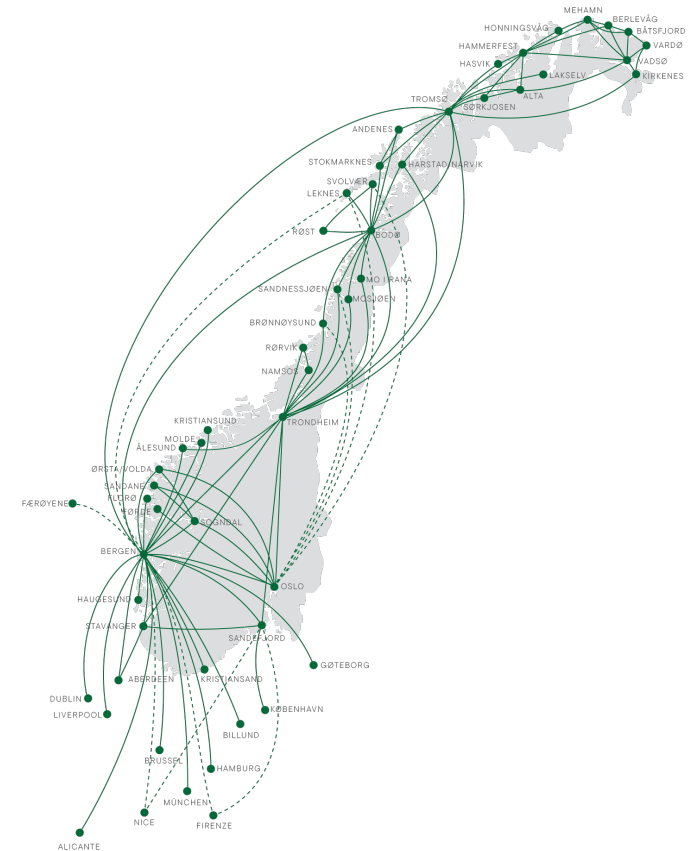 MEHAMN
BERLEVÅG
HONNINGSVÅG
BÅTSFJORD
HAMMERFEST
VARDØ
HASVIK
VADSØ
LAKSELV
KIRKENES
TROMSØ
ALTA
SØRKJOSEN
ANDENES
STOKMARKNES
HARSTAD/NARVIK
SVOLVÆR
LEKNES
RØST
BODØ
MO I RANA
SANDNESSJØEN
MOSJØEN
BRØNNØYSUND
RØRVIK
NAMSOS
KRISTIANSUND
TRONDHEIM
MOLDE
ÅLESUND
ØRSTA/VOLDA
SANDANE
FLORØ
FÆRØYENE
FØRDE
SOGNDAL
BERGEN
OSLO
HAUGESUND
STAVANGER
SANDEFJORD
GØTEBORG
ABERDEEN
KRISTIANSAND
DUBLIN
LIVERPOOL
KØBENHAVN
BILLUND
BRUSSEL
HAMBURG
MÜNCHEN
NICE
FIRENZE
ALICANTE